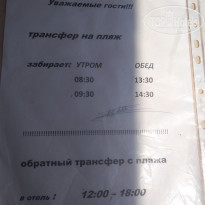 Уважаемые гости!!!
трансфер на пляж
забирает: УТРОМ ОБЕД
08:30 13:30
09:30 14:30
обратный трансфер с пляжа
в отель : 12:00 - 18:00